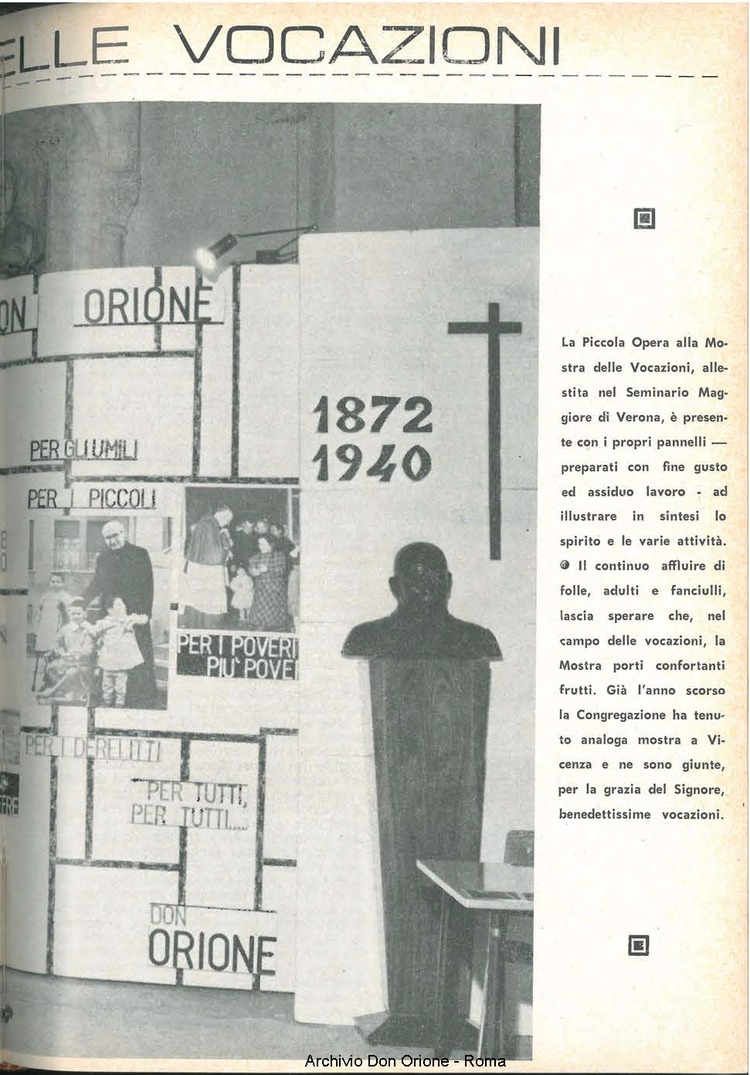 ELLE VOCAZIONI
ON ORIONE
PER GLI UMILI
PER I PICCOLI
PER I POVERI
PIU' POVE
PER I DERELITTI
PER TUTTI,
PER TUTTI....
DON
ORIONE
1872
1940
La Piccola Opera alla Mo-
stra delle Vocazioni, alle-
stita nel Seminario Mag-
giore di Verona, è presen-
te con i propri pannelli —
preparati con fine gusto
ed assiduo lavoro - ad
illustrare in sintesi lo
spirito e le varie attività.
Il continuo affluire di
folle, adulti e fanciulli,
lascia sperare che, nel
campo delle vocazioni, la
Mostra porti confortanti
frutti. Già l'anno scorso
la Congregazione ha tenu-
to analoga mostra a Vi-
cenza e ne sono giunte,
per la grazia del Signore,
benedettissime vocazioni.
Archivio Don Orione - Roma